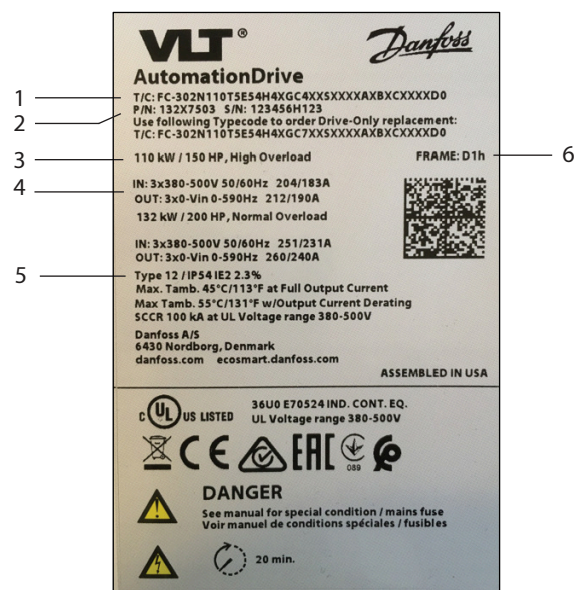 VLT®
Danfoss
AutomationDrive
1
T/C: FC-302N110T5E54H4XGC4XXSXXXXAXBXCXXXXD0
2
P/N: 132X7503 S/N: 123456H123
Use following Typecode to order Drive-Only replacement:
T/C: FC-302N110T5E54H4XGC7XXSXXXXAXBXCXXXXD0
3
110 kW / 150 HP, High Overload
FRAME: D1h
6
4
IN: 3x380-500V 50/60Hz 204/183A
OUT: 3x0-Vin 0-590Hz 212/190A
132 kW / 200 HP, Normal Overload
IN: 3x380-500V 50/60Hz 251/231A
OUT: 3x0-Vin 0-590Hz 260/240A
5
Type 12 / IP54 IE2 2.3%
Max. Tamb. 45°C/113°F at Full Output Current
Max Tamb. 55°C/131°F w/Output Current Derating
SCCR 100 kA at UL Voltage range 380-500V
Danfoss A/S
6430 Nordborg, Denmark
danfoss.com ecosmart.danfoss.com
ASSEMBLED IN USA
C UL US LISTED
36U0 E70524 IND. CONT. EQ.
UL Voltage range 380-500V
CE
EAC
089
DANGER
See manual for special condition / mains fuse
Voir manuel de conditions spéciales / fusibles
20 min.